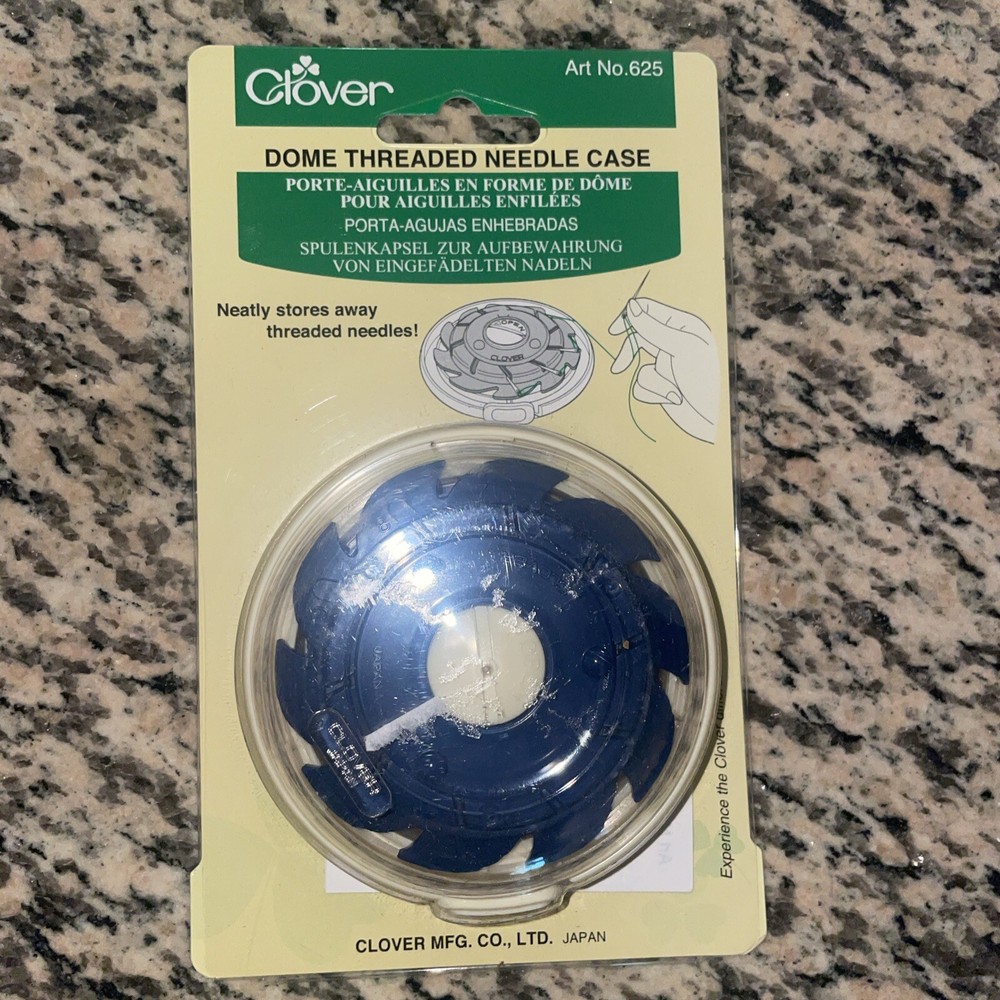 Clover
Art No.625
DOME THREADED NEEDLE CASE
PORTE-AIGUILLES EN FORME DE DÔME
POUR AIGUILLES ENFILÉES
PORTA-AGUJAS ENHEBRADAS
SPULENKAPSEL ZUR AUFBEWAHRUNG
VON EINGEFÄDELTEN NADELN
Neatly stores away
threaded needles!
OPEN
CLOVER
JAPAN
Experience the Clover
CLOVER MFG. CO., LTD. JAPAN